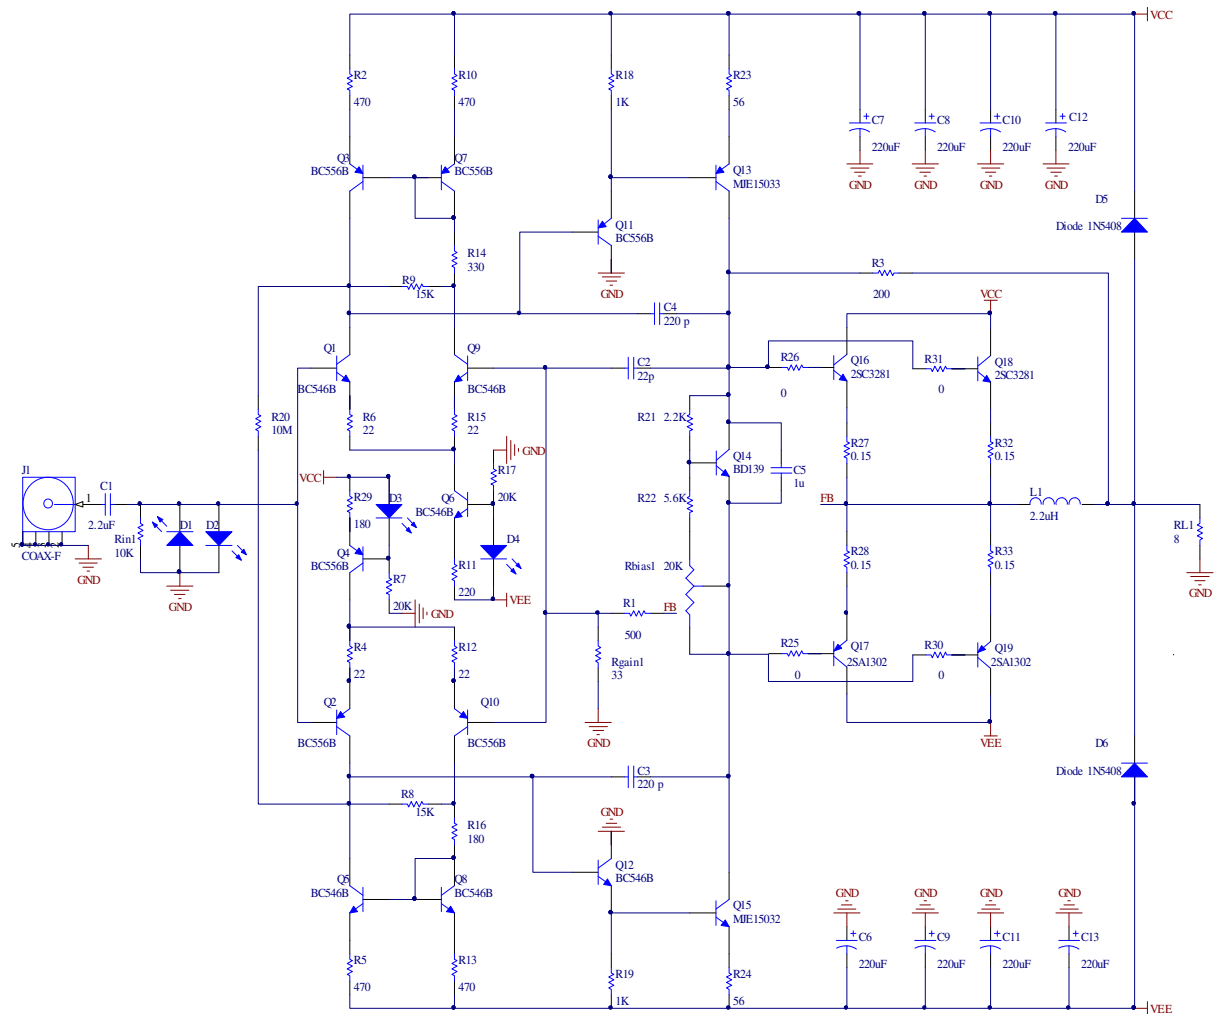 VCC
R2
470
R10
470
R18
1K
R23
56
C7
220uF
GND
C8
220uF
GND
C10
220uF
GND
C12
220uF
GND
Q3
BC556B
Q7
BC556B
Q13
MJE15033
D5
Diode 1N5408
Q11
BC556B
GND
R14
330
R9
15K
R3
200
VCC
C4
220 p
Q1
BC546B
Q9
BC546B
C2
22p
R26
0
Q16
2SC3281
R31
0
Q18
2SC3281
R20
10M
R6
22
R15
22
R21 2.2K
Q14
BD139
C5
1u
R27
0.15
R32
0.15
GND
R17
20K
VCC
R29
180
D3
Q6
BC546B
R22 5.6K
FB
L1
2.2uH
J1
1
C1
2.2uF
COAX-F
GND
Rin1
10K
D1
D2
GND
Q4
BC556B
R7
20K
GND
R11
220
D4
VEE
Rbias1 20K
R28
0.15
R33
0.15
RL1
8
GND
R1
500
FB
Rgain1
33
GND
R4
22
R12
22
R25
0
Q17
2SA1302
R30
0
Q19
2SA1302
VEE
Q2
BC556B
Q10
BC556B
D6
Diode 1N5408
C3
220 p
R8
15K
R16
180
GND
Q12
BC546B
Q5
BC546B
Q8
BC546B
Q15
MJE15032
GND
C6
220uF
GND
C9
220uF
GND
C11
220uF
GND
C13
220uF
R5
470
R13
470
R19
1K
R24
56
VEE